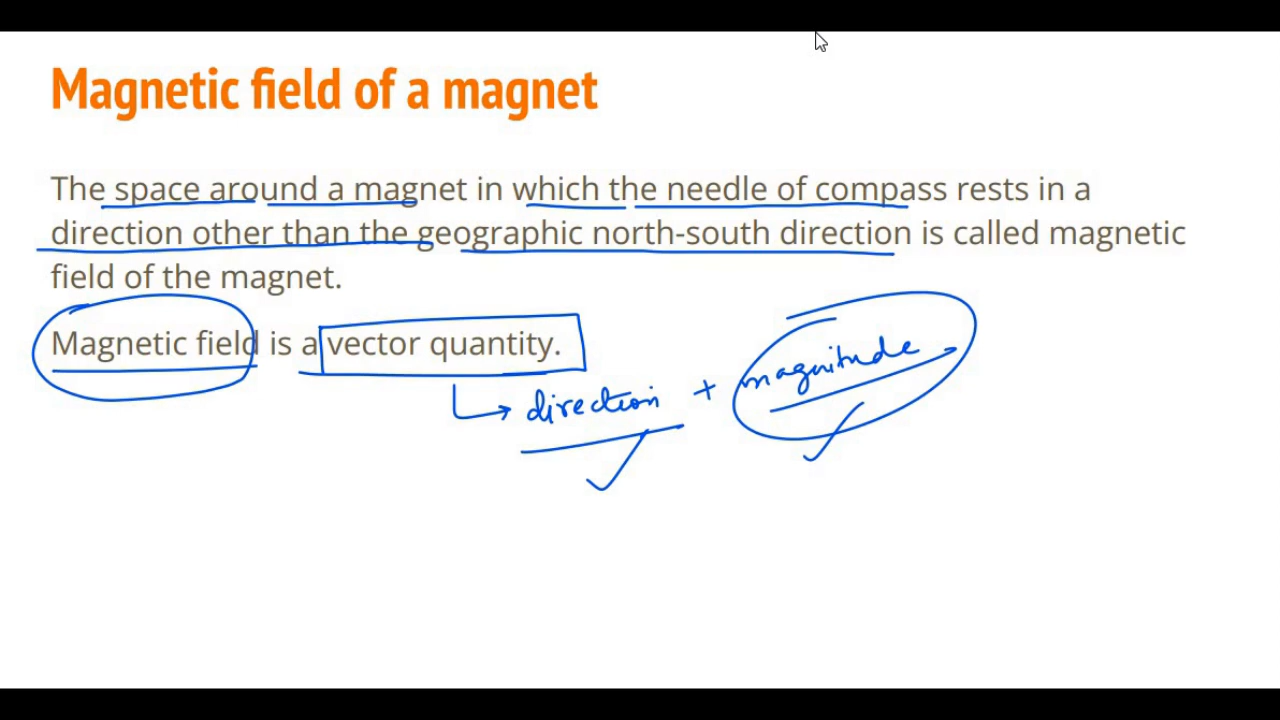 Magnetic field of a magnet
The space around a magnet in which the needle of compass rests in a
direction other than the geographic north-south direction is called magnetic
field of the magnet.
Magnetic field is a vector quantity.
direction + magnitude